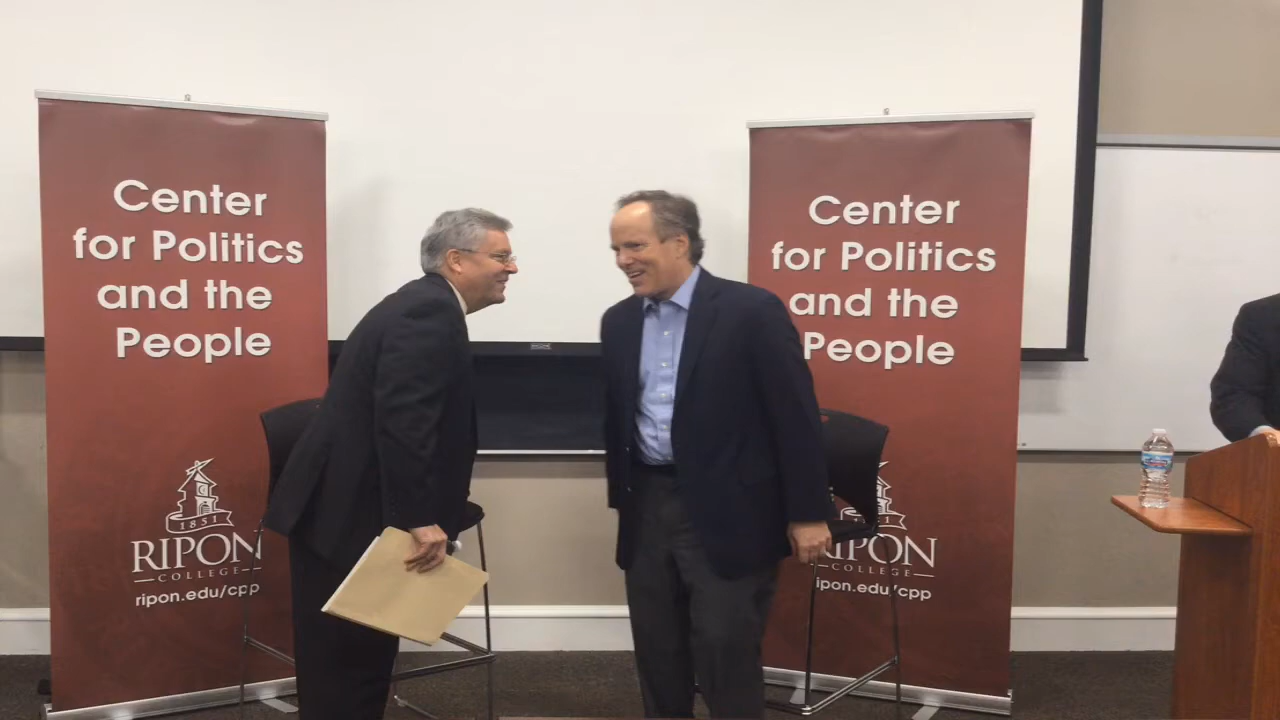 Center
for Politics
and the
People
1851
RIPON
COLLEGE
ripon.edu/cpp
Center
for Politics
and the
People
RIPON
COLLEGE
ripon.edu/cpp